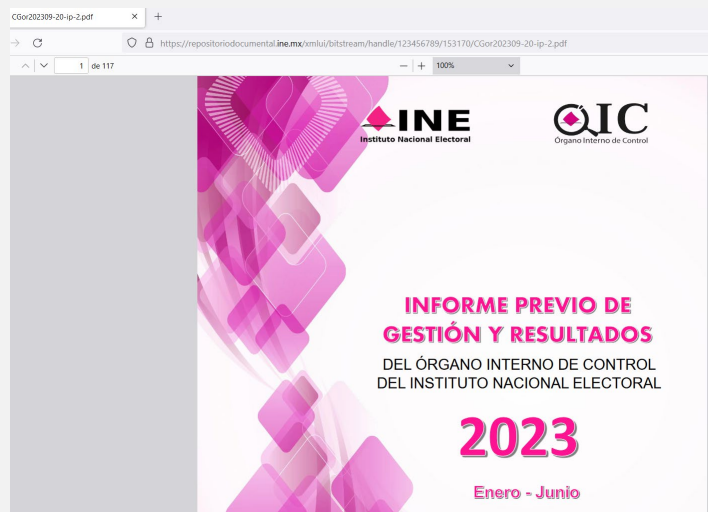 CGor202309-20-ip-2.pdf
https://repositoriodocumental.ine.mx/xmlui/bitstream/handle/123456789/153170/CGor202309-20-ip-2.pdf
1 de 117
100%
INE
Instituto Nacional Electoral
OIC
Órgano Interno de Control
INFORME PREVIO DE
GESTIÓN Y RESULTADOS
DEL ÓRGANO INTERNO DE CONTROL
DEL INSTITUTO NACIONAL ELECTORAL
2023
Enero - Junio